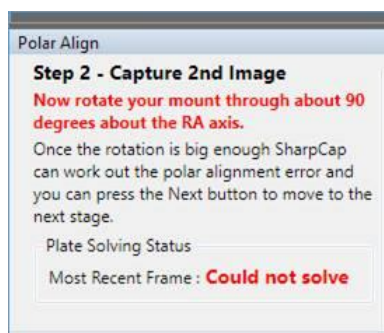 Polar Align
Step 2 - Capture 2nd Image
Now rotate your mount through about 90
degrees about the RA axis.
Once the rotation is big enough SharpCap
can work out the polar alignment error and
you can press the Next button to move to the
next stage.
Plate Solving Status
Most Recent Frame : Could not solve